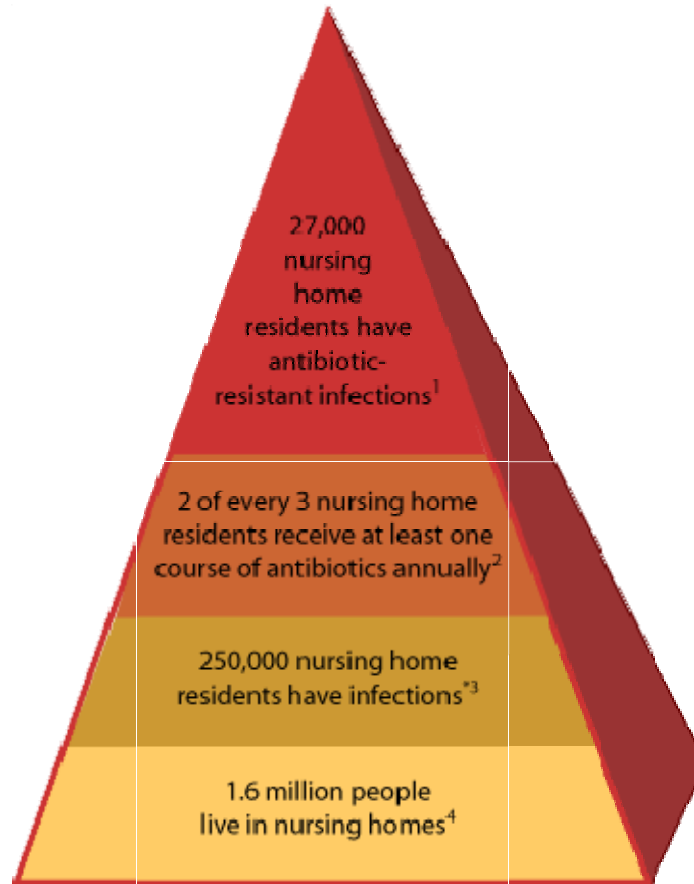 27,000
nursing
home
residents have
antibiotic-
resistant infections1
2 of every 3 nursing home
residents receive at least one
course of antibiotics annually2
250,000 nursing home
residents have infections*3
1.6 million people
live in nursing homes4